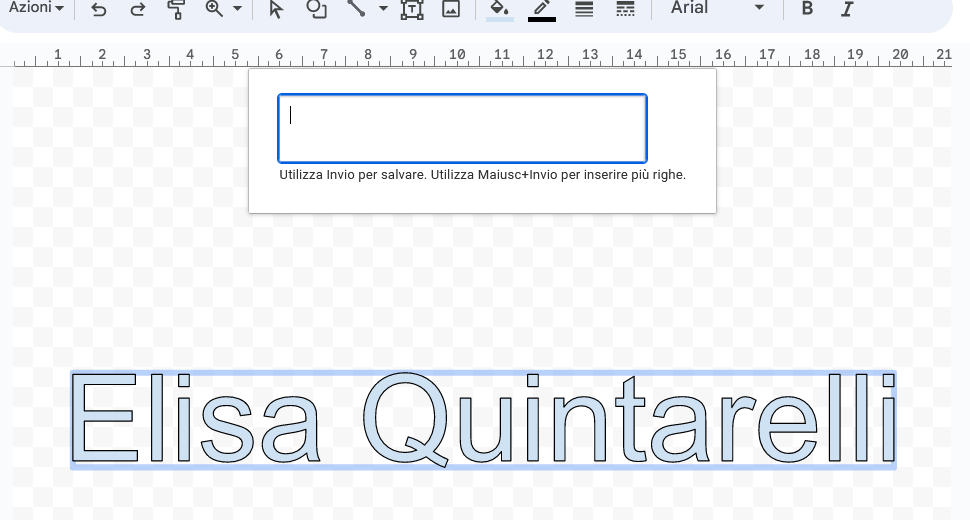 Azioni Arial B I
1 2 3 4 5 6 7 8 9 10 11 12 13 14 15 16 17 18 19 20 21
Utilizza Invio per salvare. Utilizza Maiusc+Invio per inserire più righe.
Elisa Quintarelli